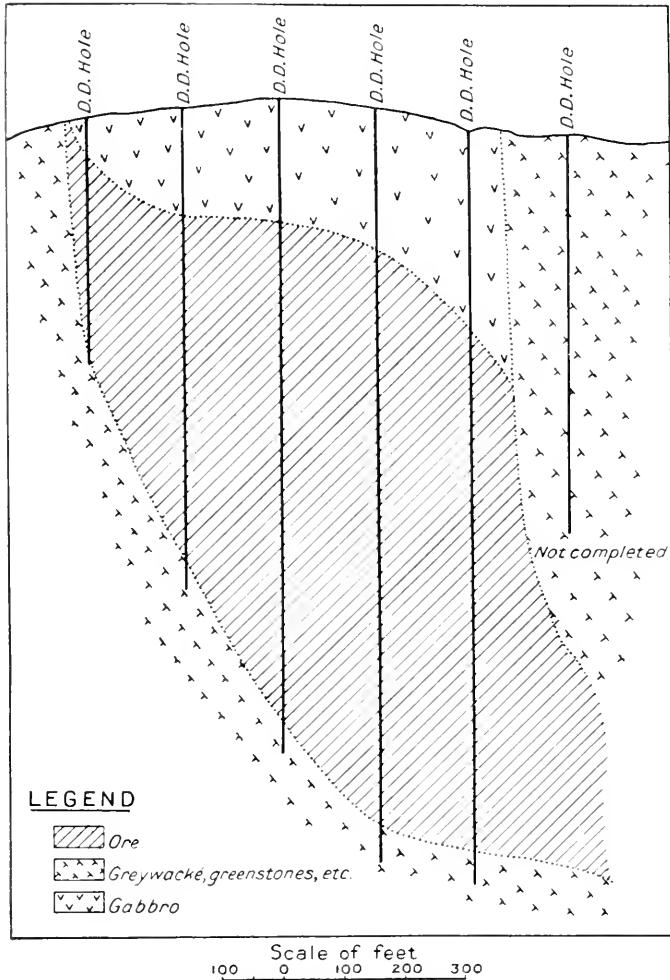 D.D. Hole
D.D. Hole
D.D. Hole
D.D. Hole
D.D. Hole
D.D. Hole
Not completed
LEGEND
Ore
Greywacké, greenstones, etc.
Gabbro
Scale of feet
100 0 100 200 300